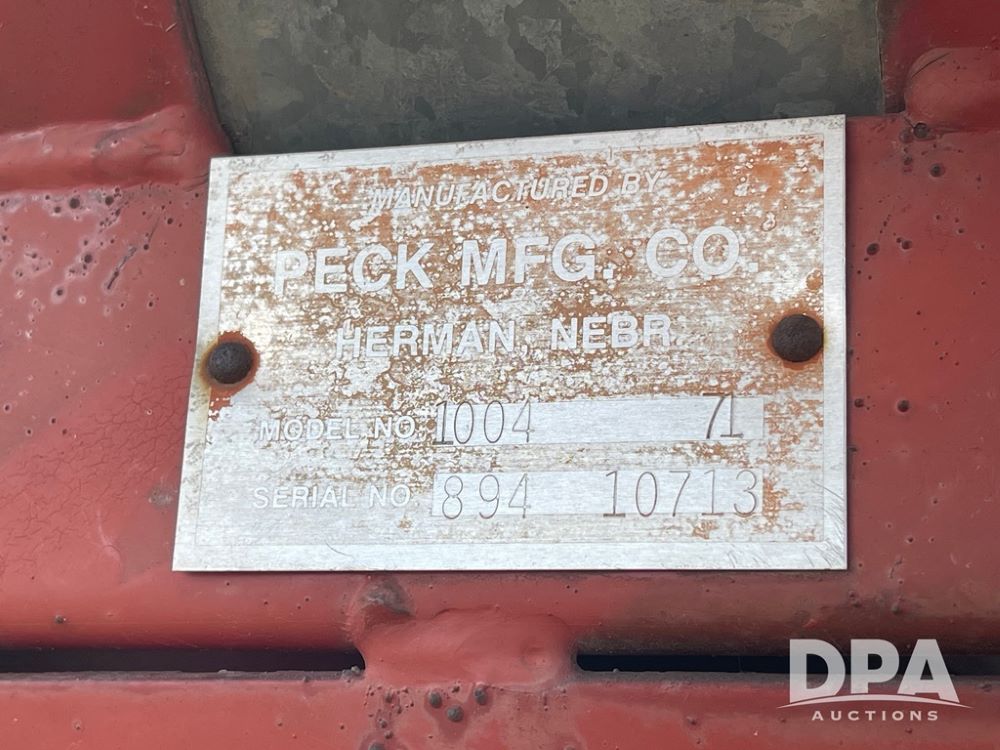 MANUFACTURED BY
PECK MFG. CO.
HERMAN, NEBR.
MODEL NO. 1004 71
SERIAL NO. 894 10713
DPA
AUCTIONS